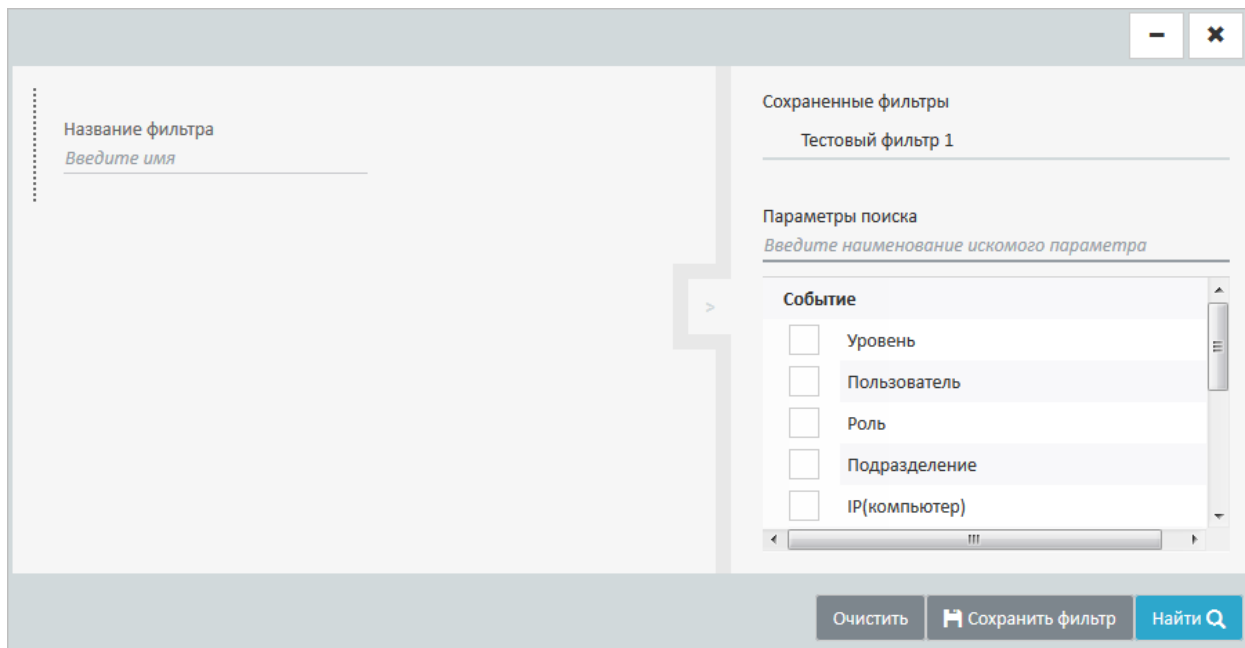 Название фильтра
Введите имя
>
Сохраненные фильтры
Тестовый фильтр 1
Параметры поиска
Введите наименование искомого параметра
Событие
Уровень
Пользователь
Роль
Подразделение
IP(компьютер)
Очистить
Сохранить фильтр
Найти